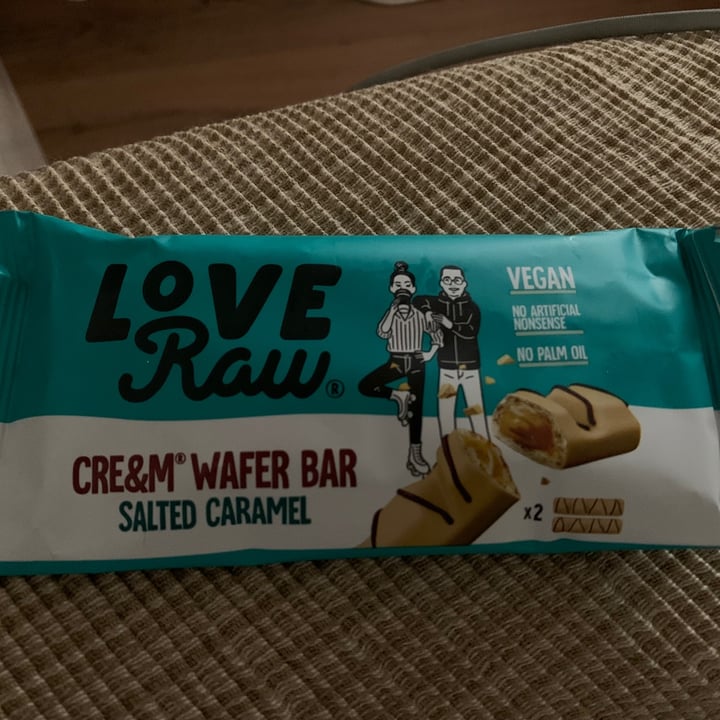 LOVE
Raw®
VEGAN
NO ARTIFICIAL
NONSENSE
NO PALM OIL
CRE&M® WAFER BAR
SALTED CARAMEL
x2